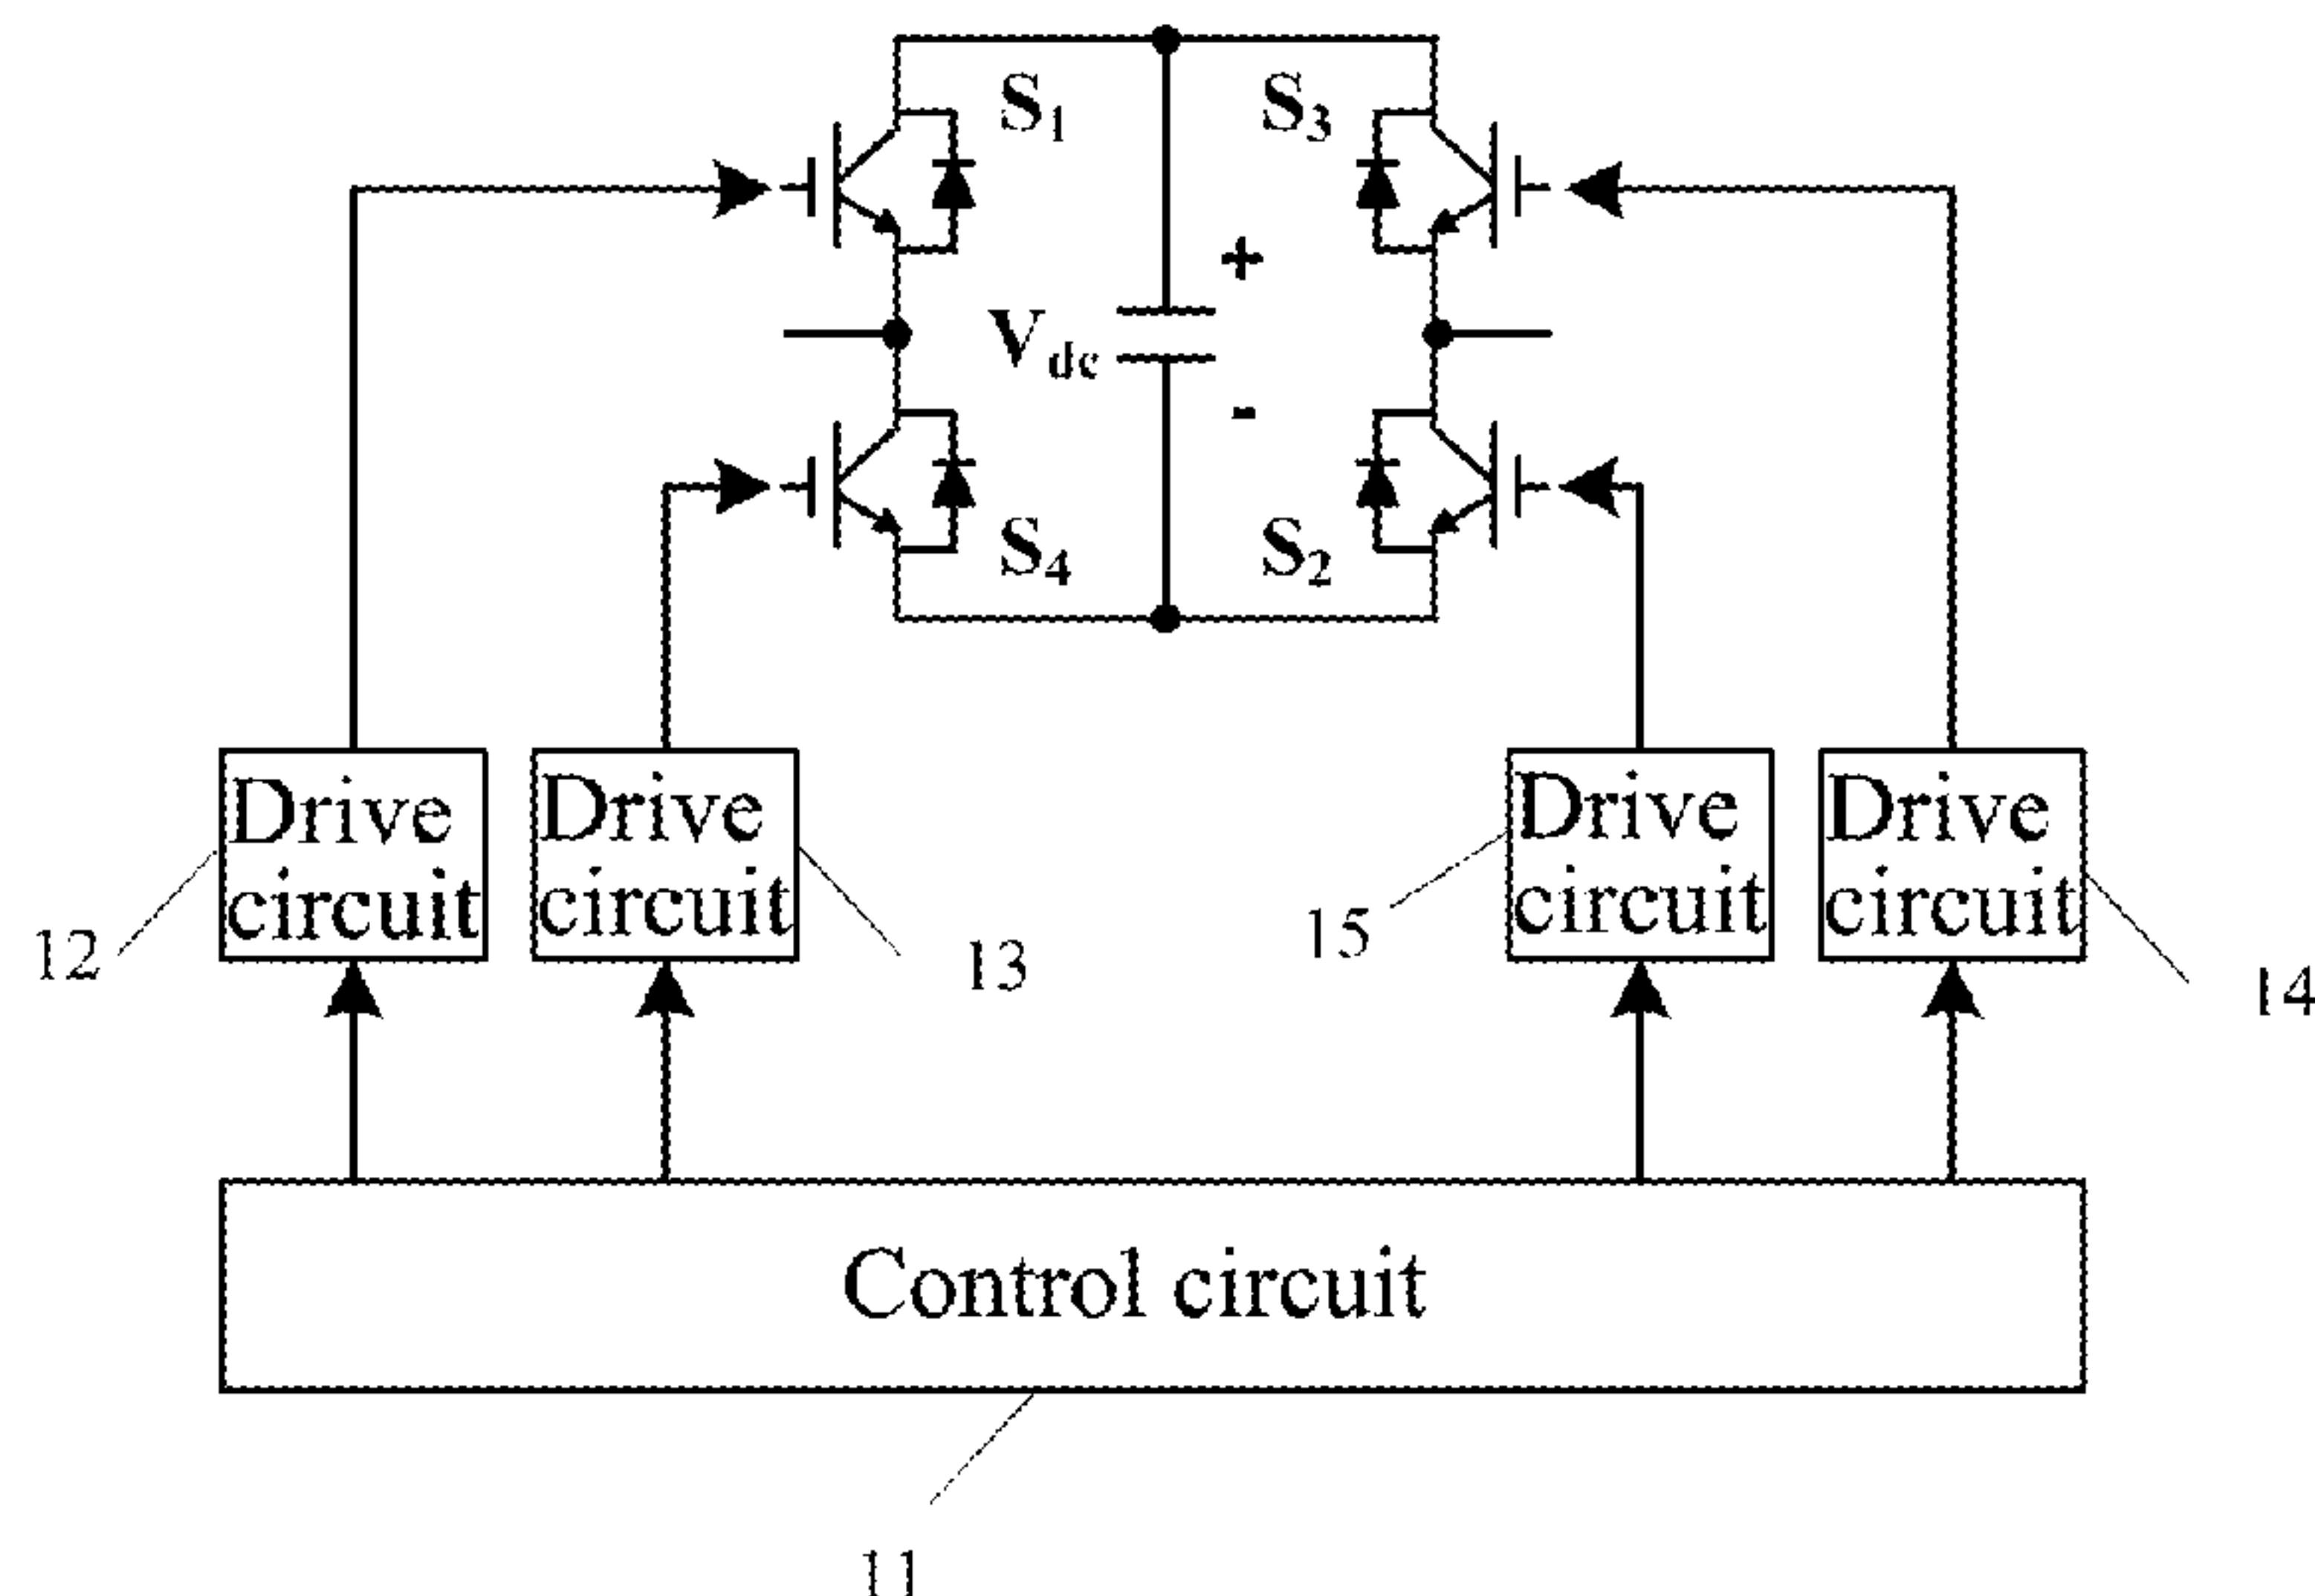 S1
S3
+
Vdc
-
S4
S2
Drive
circuit
Drive
circuit
Drive
circuit
Drive
circuit
12
13
15
14
Control circuit
11